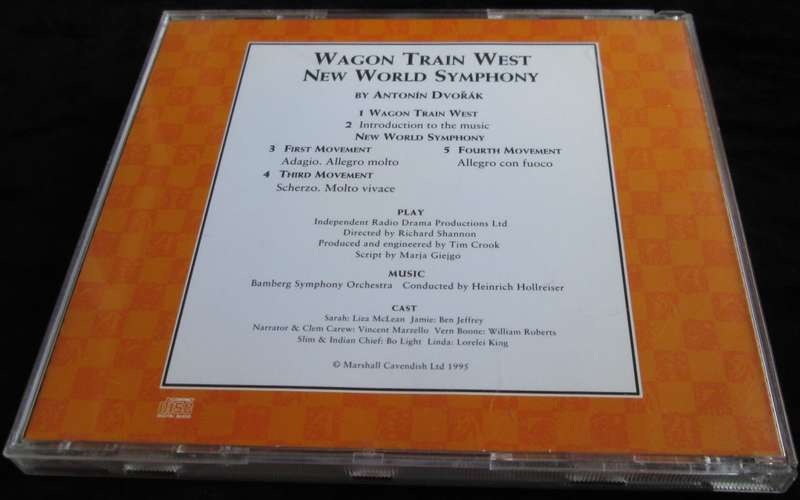 WAGON TRAIN WEST
NEW WORLD SYMPHONY
BY ANTONÍN DVOŘÁK
1 WAGON TRAIN WEST
2 Introduction to the music
NEW WORLD SYMPHONY
3 FIRST MOVEMENT
Adagio. Allegro molto
4 THIRD MOVEMENT
Scherzo. Molto vivace
5 FOURTH MOVEMENT
Allegro con fuoco
PLAY
Independent Radio Drama Productions Ltd
Directed by Richard Shannon
Produced and engineered by Tim Crook
Script by Marja Giejgo
MUSIC
Bamberg Symphony Orchestra Conducted by Heinrich Hollreiser
CAST
Sarah: Liza McLean Jamie: Ben Jeffrey
Narrator & Clem Carew: Vincent Marzello Vern Boone: William Roberts
Slim & Indian Chief: Bo Light Linda: Lorelei King
© Marshall Cavendish Ltd 1995
COMPACT
disc
DIGITAL AUDIO